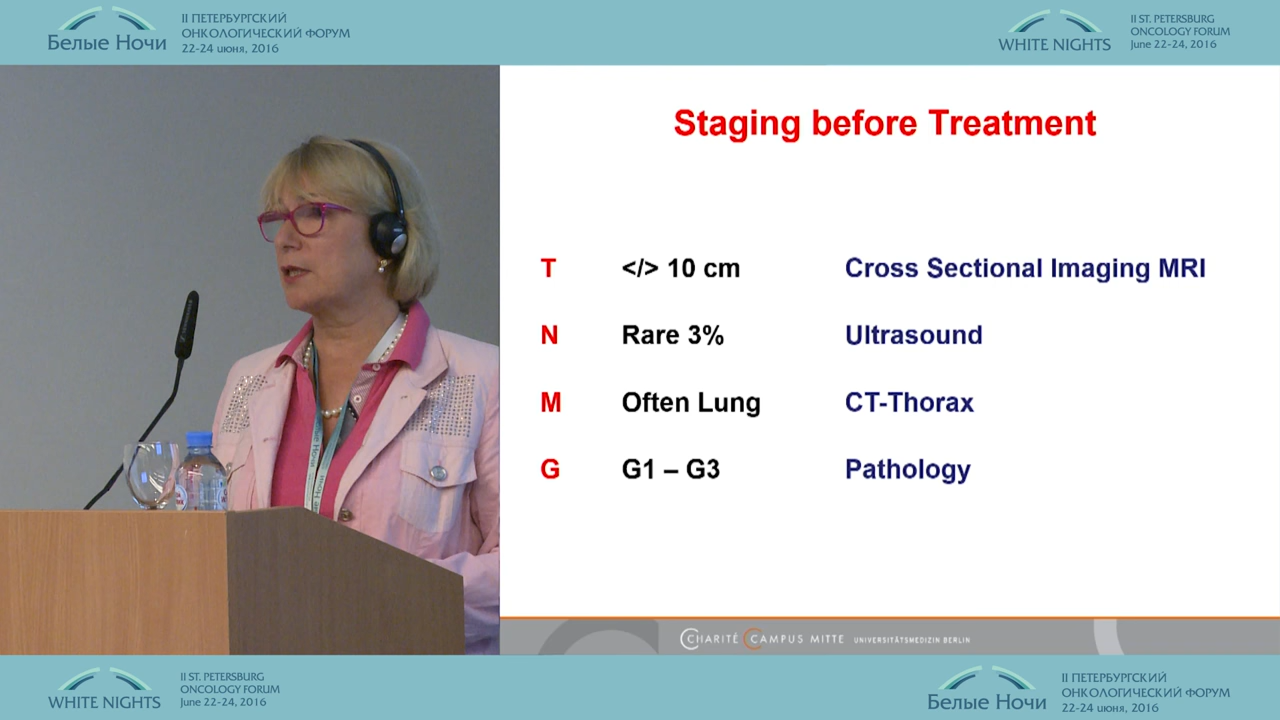 Белые Ночи
II ПЕТЕРБУРГСКИЙ
ОНКОЛОГИЧЕСКИЙ ФОРУМ
22-24 июня, 2016
WHITE NIGHTS
II ST. PETERSBURG
ONCOLOGY FORUM
June 22-24, 2016
Staging before Treatment
T </> 10 cm Cross Sectional Imaging MRI
N Rare 3% Ultrasound
M Often Lung CT-Thorax
G G1 – G3 Pathology
CHARITÉ CAMPUS MITTE UNIVERSITÄTSMEDIZIN BERLIN
WHITE NIGHTS
II ST. PETERSBURG
ONCOLOGY FORUM
June 22-24, 2016
Белые Ночи
II ПЕТЕРБУРГСКИЙ
ОНКОЛОГИЧЕСКИЙ ФОРУМ
22-24 июня, 2016